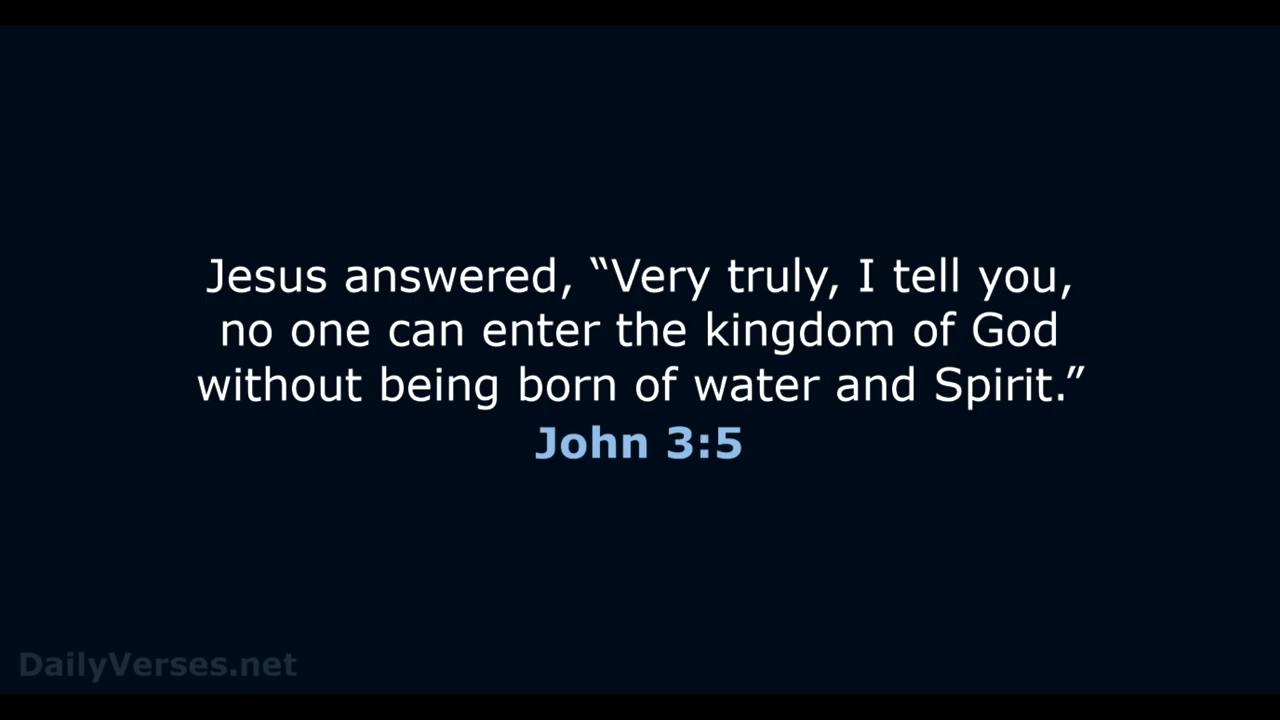 Jesus answered, “Very truly, I tell you,
no one can enter the kingdom of God
without being born of water and Spirit.”
John 3:5
DailyVerses.net